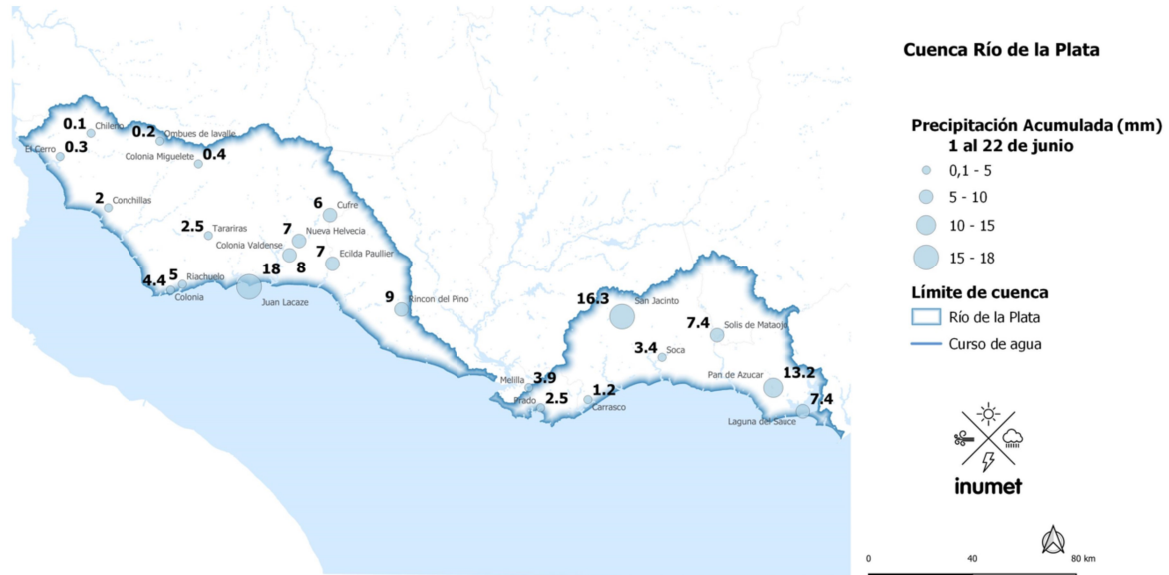 Cuenca Río de la Plata
Precipitación Acumulada (mm)
1 al 22 de junio
0,1 - 5
5 - 10
10 - 15
15 - 18
Límite de cuenca
Río de la Plata
Curso de agua
inumet
0 40 80 km
0.1 Chileno
0.2 Ombues de lavalle
El Cerro 0.3
Colonia Miguelete 0.4
2 Conchillas
6 Cufre
2.5 Tarariras
7 Nueva Helvecia
Colonia Valdense 8
7 Ecilda Paullier
4.4 Colonia
5 Riachuelo
18 Juan Lacaze
9 Rincon del Pino
16.3 San Jacinto
7.4 Solis de Mataojo
3.4 Soca
Pan de Azucar 13.2
Melilla 3.9
Prado 2.5
1.2 Carrasco
Laguna del Sauce 7.4